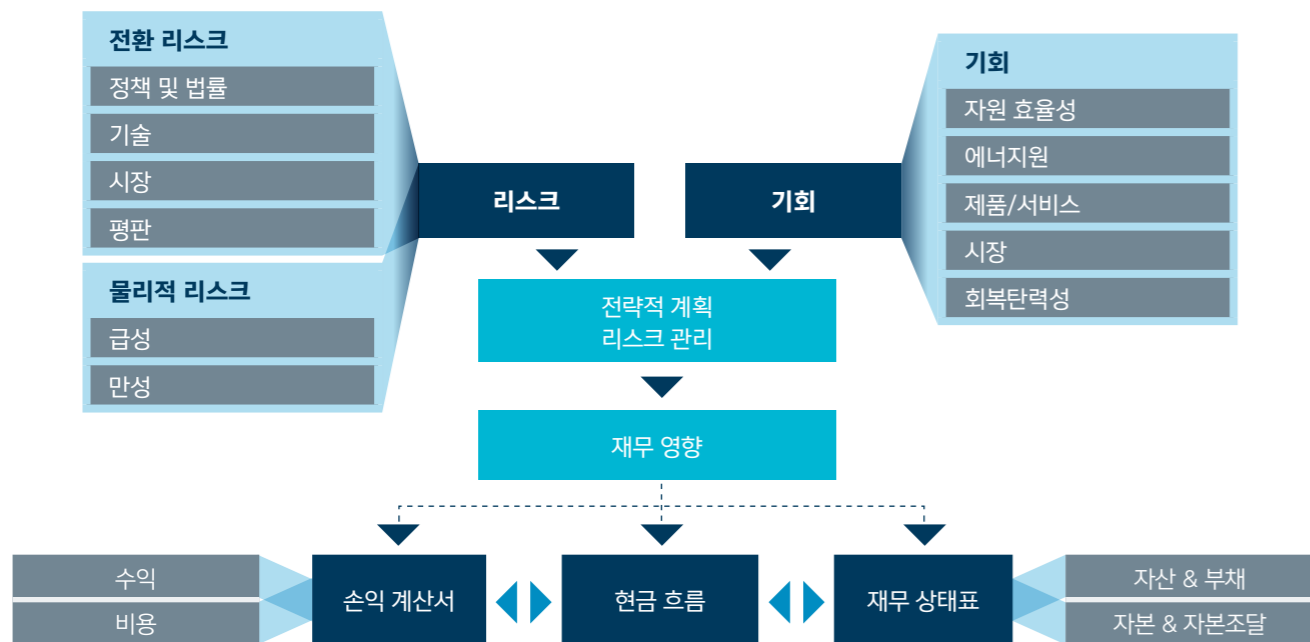 전환 리스크
정책 및 법률
기술
시장
평판
물리적 리스크
급성
만성
리스크
기회
기회
자원 효율성
에너지원
제품/서비스
시장
회복탄력성
전략적 계획
리스크 관리
재무 영향
수익
비용
손익 계산서
현금 흐름
재무 상태표
자산 & 부채
자본 & 자본조달